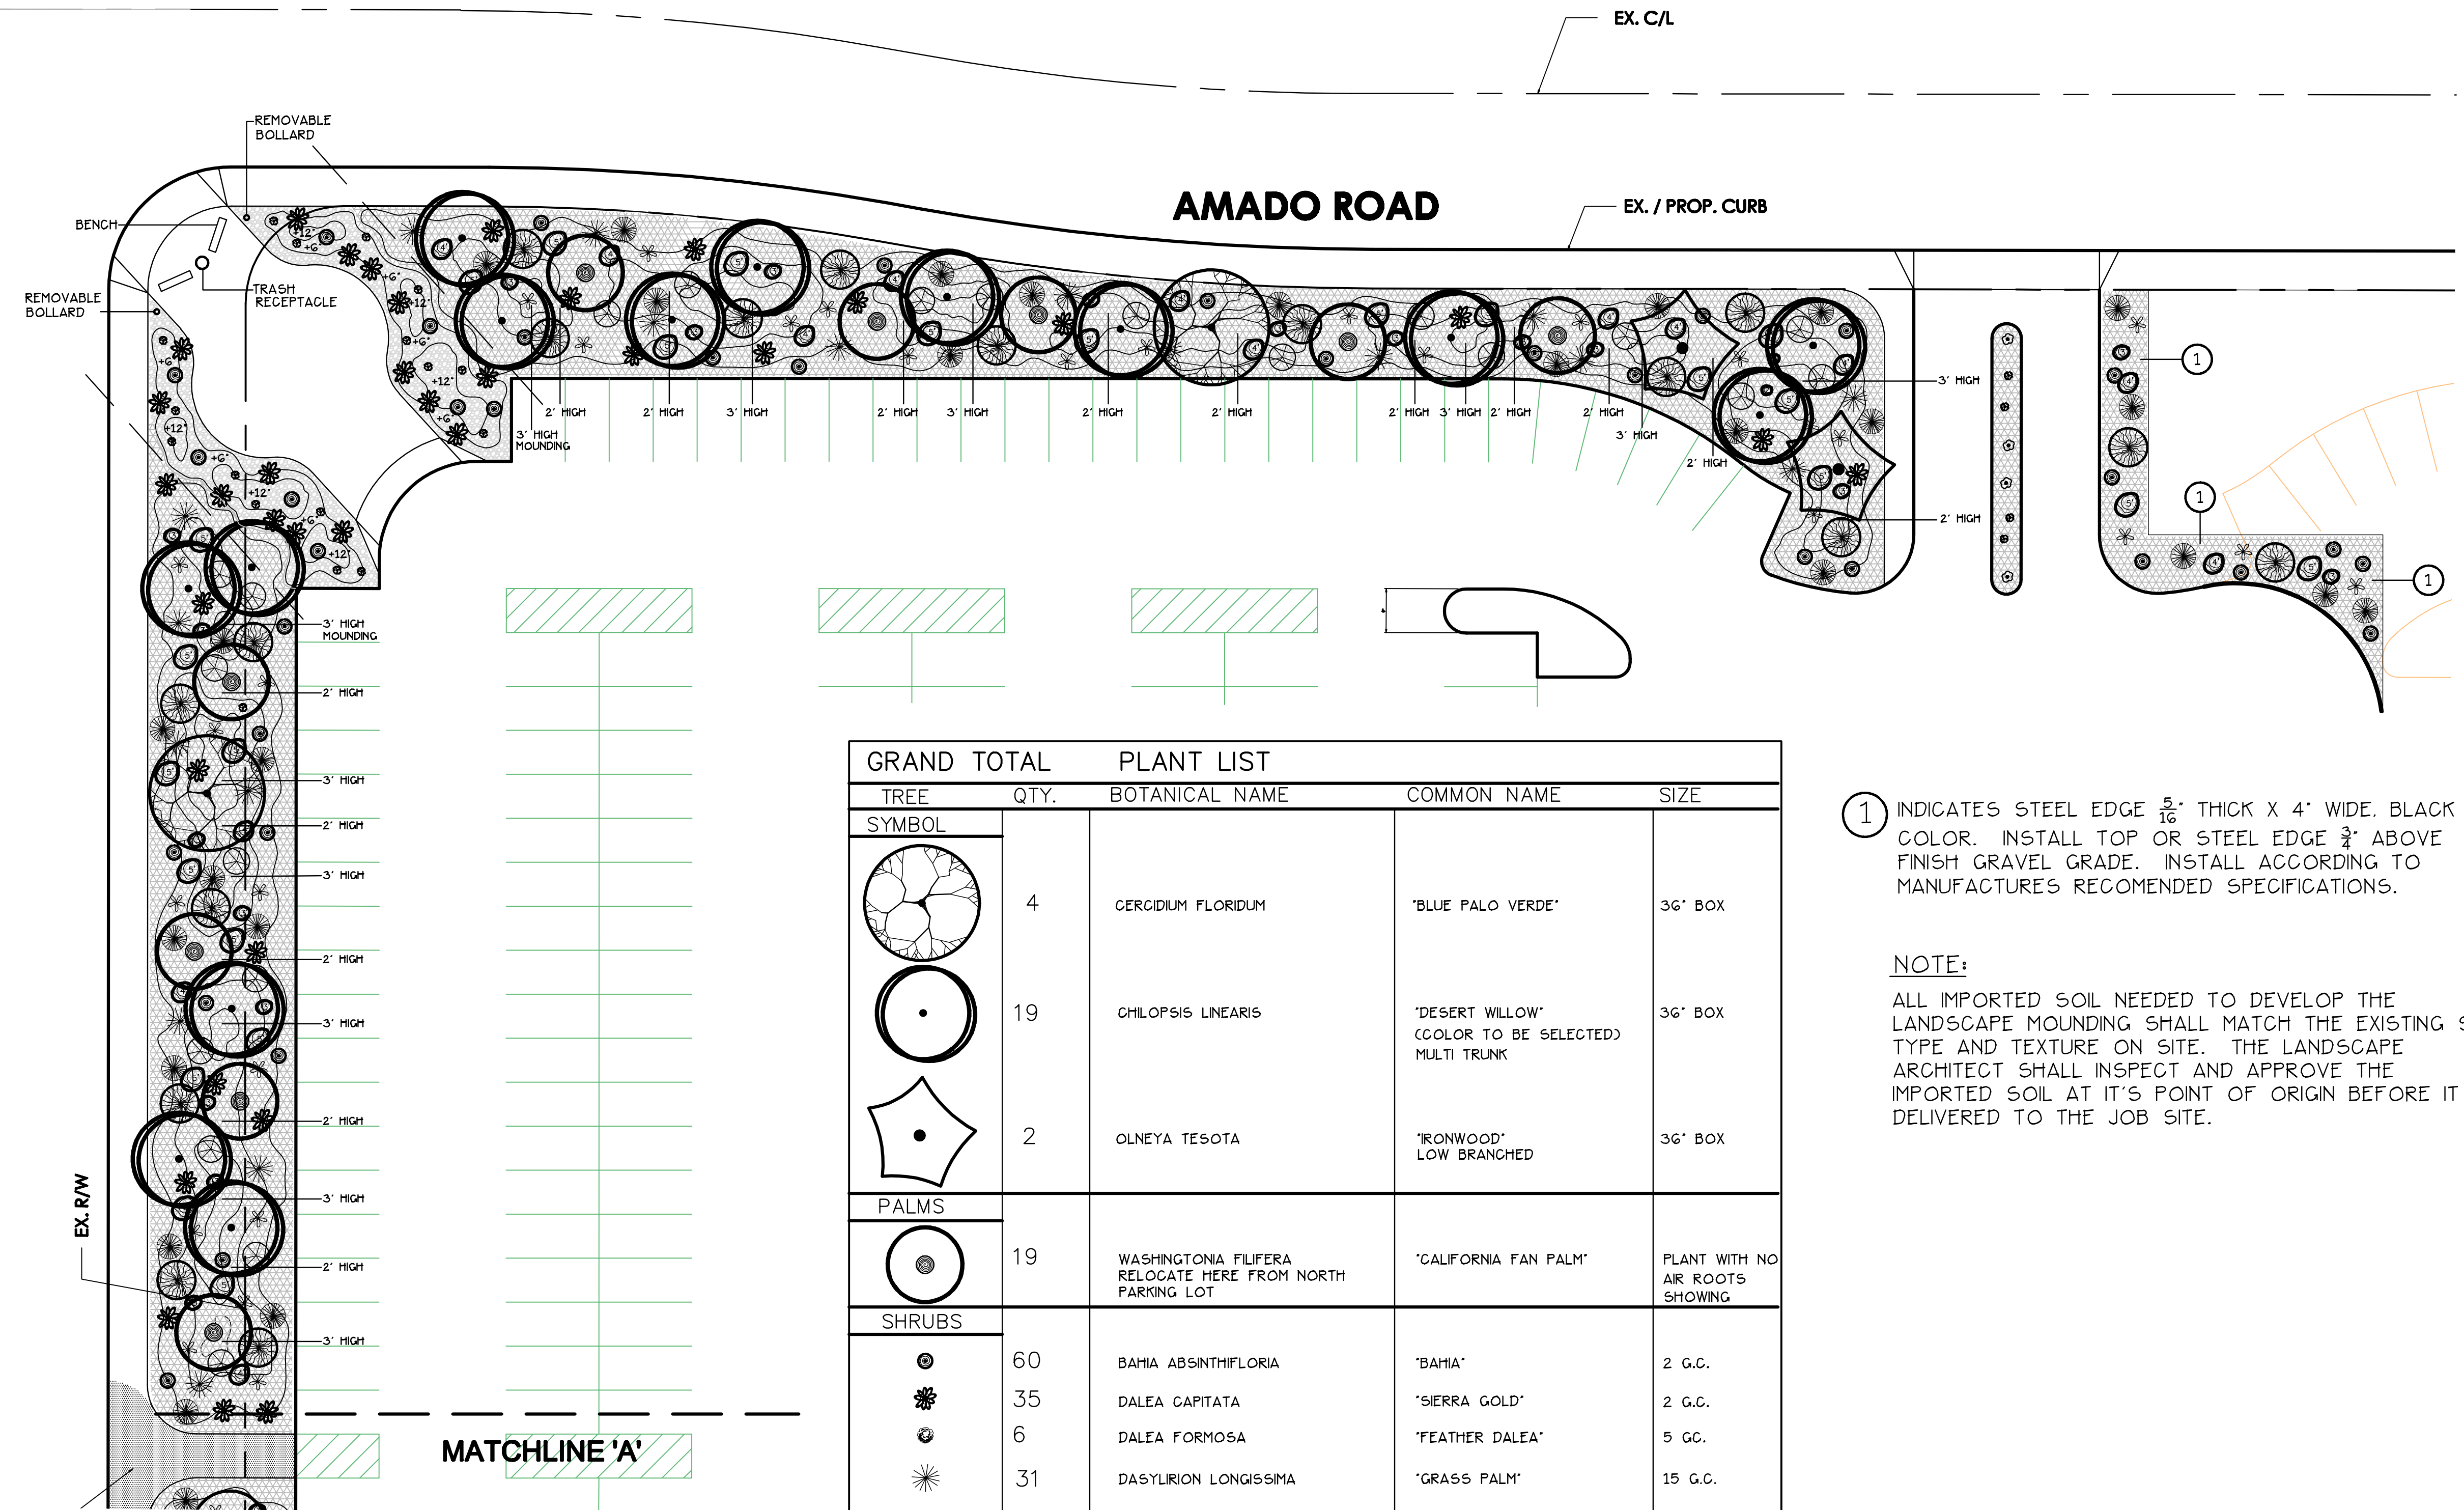 EX. C/L
REMOVABLE
BOLLARD
AMADO ROAD
EX. / PROP. CURB
BENCH
TRASH
RECEPTACLE
REMOVABLE
BOLLARD
+12"
+6"
+6"
+12"
+6"
+12"
+6"
+6"
+12"
+6"
+12"
+6"
+12"
2' HIGH
2' HIGH
3' HIGH
2' HIGH
3' HIGH
2' HIGH
2' HIGH
2' HIGH
3' HIGH
2' HIGH
2' HIGH
3' HIGH
2' HIGH
3' HIGH
MOUNDING
3' HIGH
2' HIGH
1
1
1
3' HIGH
MOUNDING
2' HIGH
3' HIGH
2' HIGH
3' HIGH
2' HIGH
3' HIGH
2' HIGH
3' HIGH
2' HIGH
3' HIGH
EX. R/W
MATCHLINE 'A'
GRAND TOTAL PLANT LIST
TREE QTY. BOTANICAL NAME COMMON NAME SIZE
SYMBOL
4 CERCIDIUM FLORIDUM "BLUE PALO VERDE" 36" BOX
19 CHILOPSIS LINEARIS "DESERT WILLOW" 36" BOX
(COLOR TO BE SELECTED)
MULTI TRUNK
2 OLNEYA TESOTA "IRONWOOD" 36" BOX
LOW BRANCHED
PALMS
19 WASHINGTONIA FILIFERA "CALIFORNIA FAN PALM" PLANT WITH NO
RELOCATE HERE FROM NORTH AIR ROOTS
PARKING LOT SHOWING
SHRUBS
60 BAHIA ABSINTHIFLORIA "BAHIA" 2 G.C.
35 DALEA CAPITATA "SIERRA GOLD" 2 G.C.
6 DALEA FORMOSA "FEATHER DALEA" 5 GC.
31 DASYLIRION LONGISSIMA "GRASS PALM" 15 G.C.
1 INDICATES STEEL EDGE 5/16" THICK X 4" WIDE. BLACK
COLOR. INSTALL TOP OR STEEL EDGE 3/4" ABOVE
FINISH GRAVEL GRADE. INSTALL ACCORDING TO
MANUFACTURES RECOMENDED SPECIFICATIONS.
NOTE:
ALL IMPORTED SOIL NEEDED TO DEVELOP THE
LANDSCAPE MOUNDING SHALL MATCH THE EXISTING
TYPE AND TEXTURE ON SITE. THE LANDSCAPE
ARCHITECT SHALL INSPECT AND APPROVE THE
IMPORTED SOIL AT IT'S POINT OF ORIGIN BEFORE IT
DELIVERED TO THE JOB SITE.